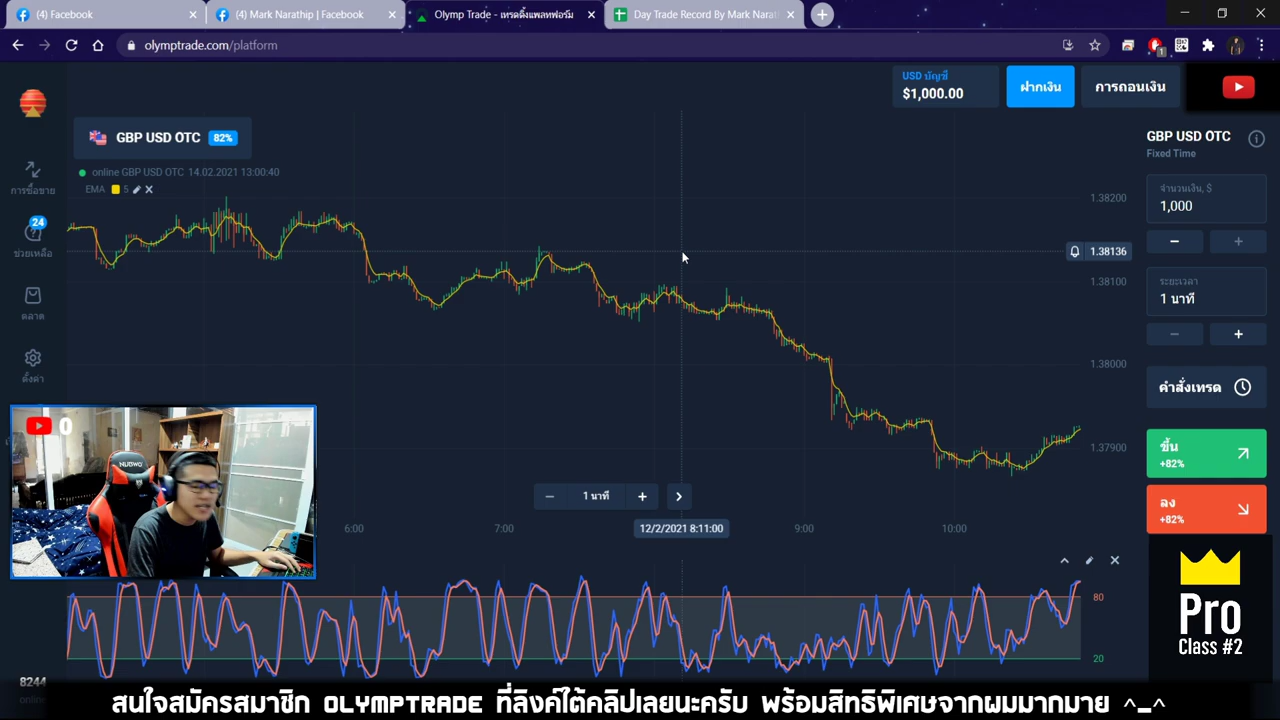 (4) Facebook
(4) Mark Narathip | Facebook
Olymp Trade - เทรดดิ้งแพลทฟอร์ม
Day Trade Record By Mark Narat
olymptrade.com/platform
1
USD บัญชี
$1,000.00
ฝากเงิน
การถอนเงิน
GBP USD OTC 82%
online GBP USD OTC 14.02.2021 13:00:40
EMA 5
การซื้อขาย
24
ช่วยเหลือ
ตลาด
ตั้งค่า
8244
online
1.38200
1.38136
1.38100
1.38000
1.37900
GBP USD OTC
Fixed Time
จำนวนเงิน, $
1,000
ระยะเวลา
1 นาที
คำสั่งเทรด
ขึ้น
+82%
ลง
+82%
0
NUBWO
1 นาที
6:00
7:00
12/2/2021 8:11:00
9:00
10:00
80
20
Pro
Class #2
สนใจสมัครสมาชิก OLYMPTRADE ที่ลิงค์ใต้คลิปเลยนะครับ พร้อมสิทธิพิเศษจากผมมากมาย ^_^